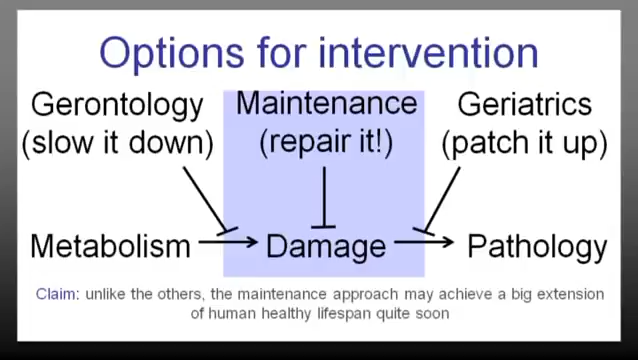 Options for intervention
Gerontology
(slow it down)
Maintenance
(repair it!)
Geriatrics
(patch it up)
Metabolism
Damage
Pathology
Claim: unlike the others, the maintenance approach may achieve a big extension
of human healthy lifespan quite soon